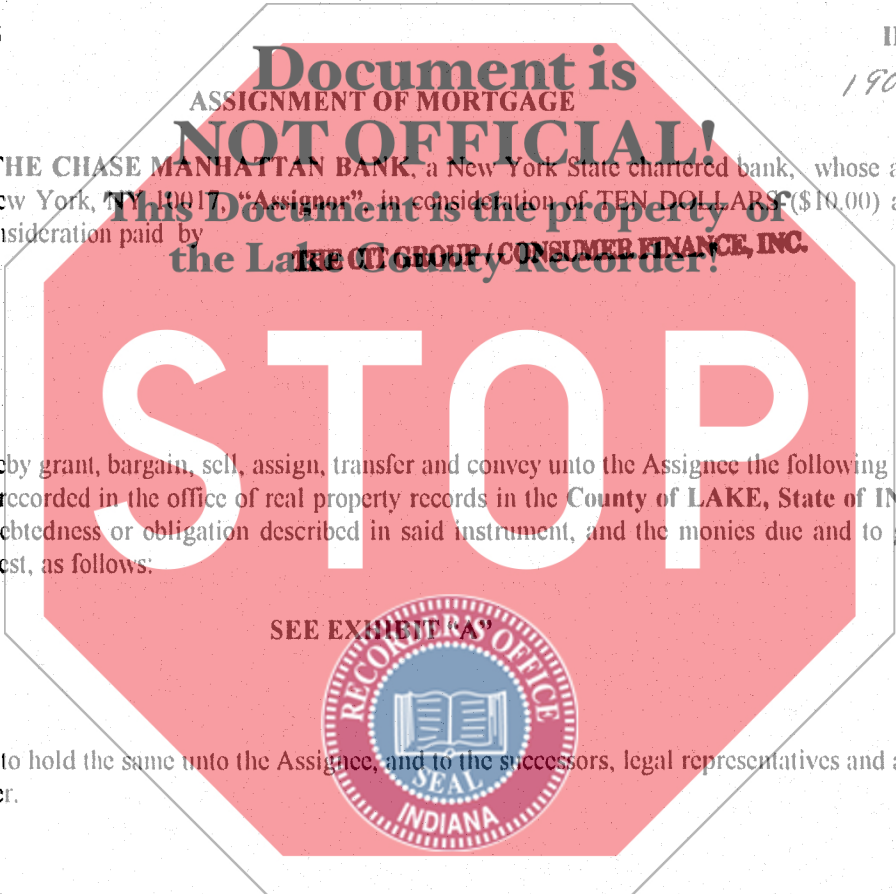 Document is
ASSIGNMENT OF MORTGAGE
NOT OFFICIAL!
THE CHASE MANHATTAN BANK, a New York State chartered bank, whose a
ew York, NY 10017, “Assignor”, in consideration of TEN DOLLARS ($10.00) a
This Document is the property of
nsideration paid by
THE CIT GROUP / CONSUMER FINANCE, INC.
the Lake County Recorder!
STOP
eby grant, bargain, sell, assign, transfer and convey unto the Assignee the following
recorded in the office of real property records in the County of LAKE, State of IN
ebtedness or obligation described in said instrument, and the monies due and to g
est, as follows:
SEE EXHIBIT “A”
RECORDERS' OFFICE
to hold the same unto the Assignee, and to the successors, legal representatives and a
er.
SEAL
INDIANA